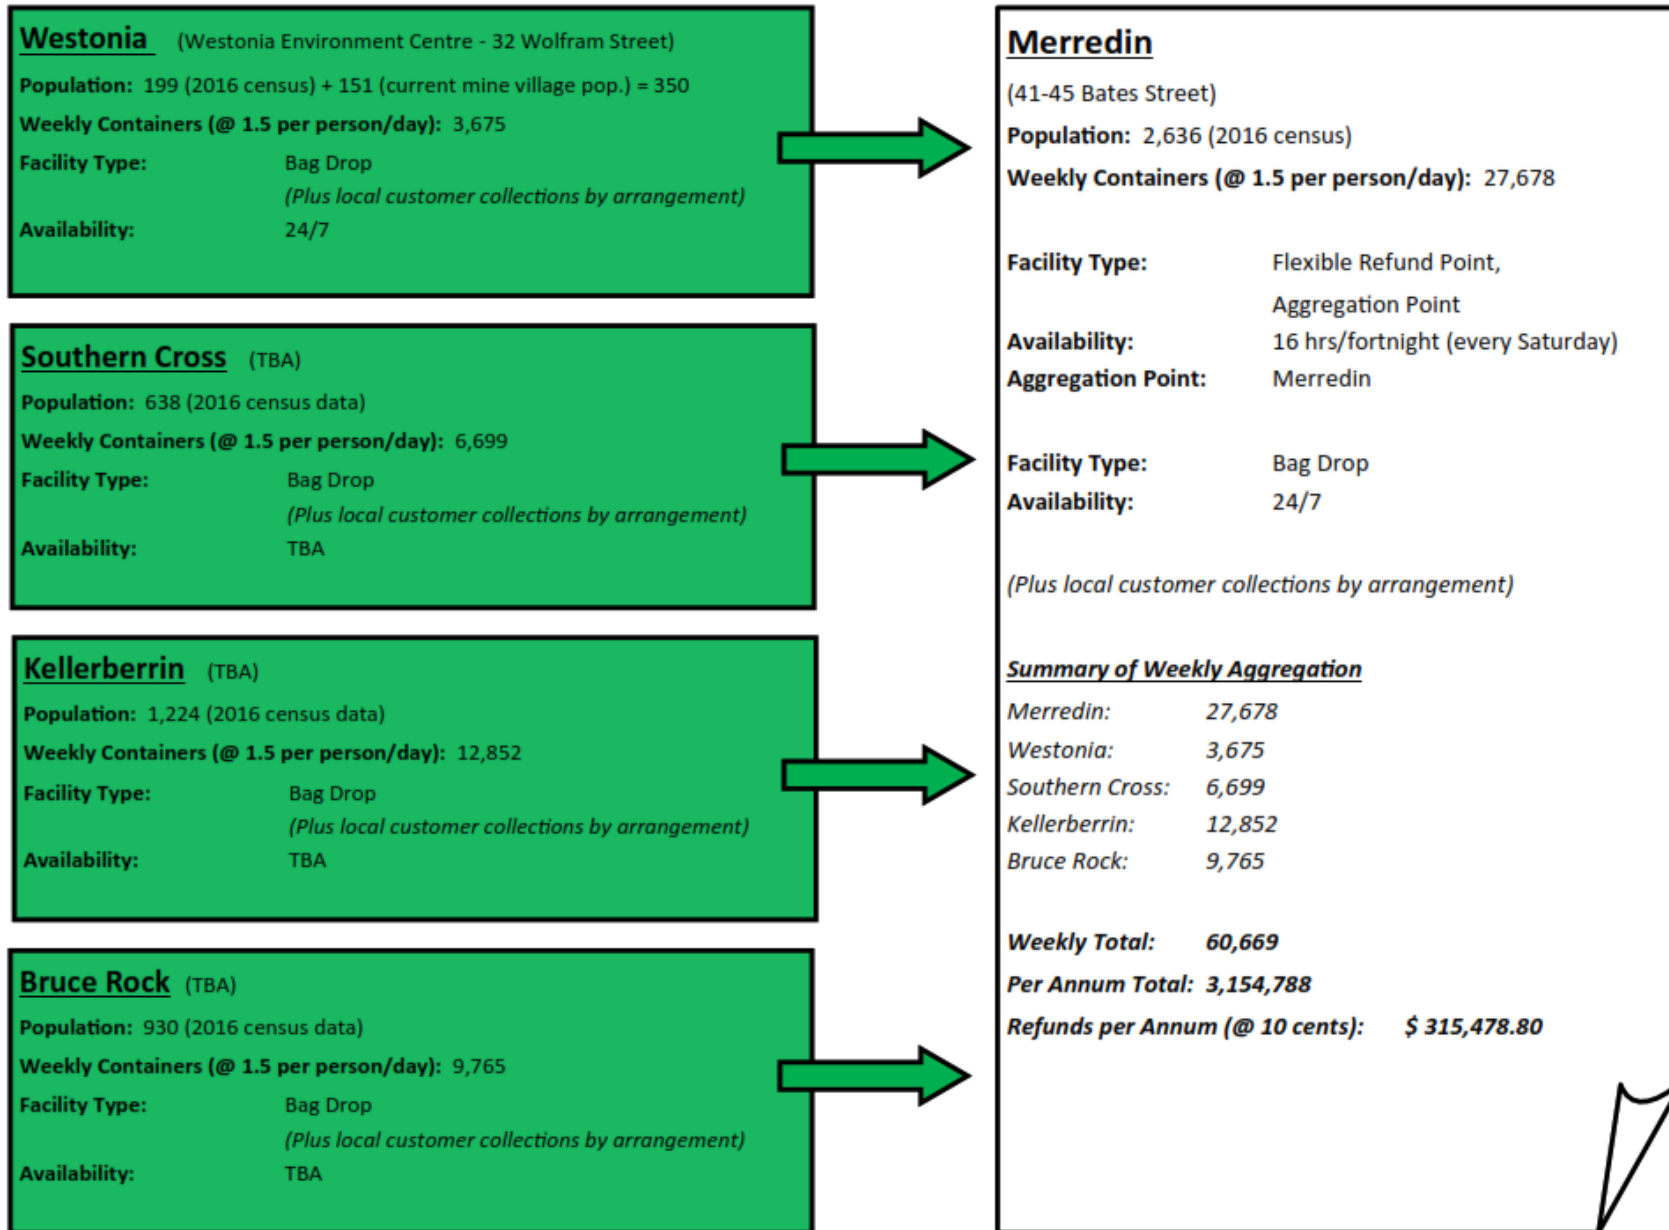 Westonia (Westonia Environment Centre - 32 Wolfram Street)
Population: 199 (2016 census) + 151 (current mine village pop.) = 350
Weekly Containers (@ 1.5 per person/day): 3,675
Facility Type: Bag Drop
(Plus local customer collections by arrangement)
Availability: 24/7
Southern Cross (TBA)
Population: 638 (2016 census data)
Weekly Containers (@ 1.5 per person/day): 6,699
Facility Type: Bag Drop
(Plus local customer collections by arrangement)
Availability: TBA
Kellerberrin (TBA)
Population: 1,224 (2016 census data)
Weekly Containers (@ 1.5 per person/day): 12,852
Facility Type: Bag Drop
(Plus local customer collections by arrangement)
Availability: TBA
Bruce Rock (TBA)
Population: 930 (2016 census data)
Weekly Containers (@ 1.5 per person/day): 9,765
Facility Type: Bag Drop
(Plus local customer collections by arrangement)
Availability: TBA
Merredin
(41-45 Bates Street)
Population: 2,636 (2016 census)
Weekly Containers (@ 1.5 per person/day): 27,678
Facility Type: Flexible Refund Point,
Aggregation Point
Availability: 16 hrs/fortnight (every Saturday)
Aggregation Point: Merredin
Facility Type: Bag Drop
Availability: 24/7
(Plus local customer collections by arrangement)
Summary of Weekly Aggregation
Merredin: 27,678
Westonia: 3,675
Southern Cross: 6,699
Kellerberrin: 12,852
Bruce Rock: 9,765
Weekly Total: 60,669
Per Annum Total: 3,154,788
Refunds per Annum (@ 10 cents): $ 315,478.80